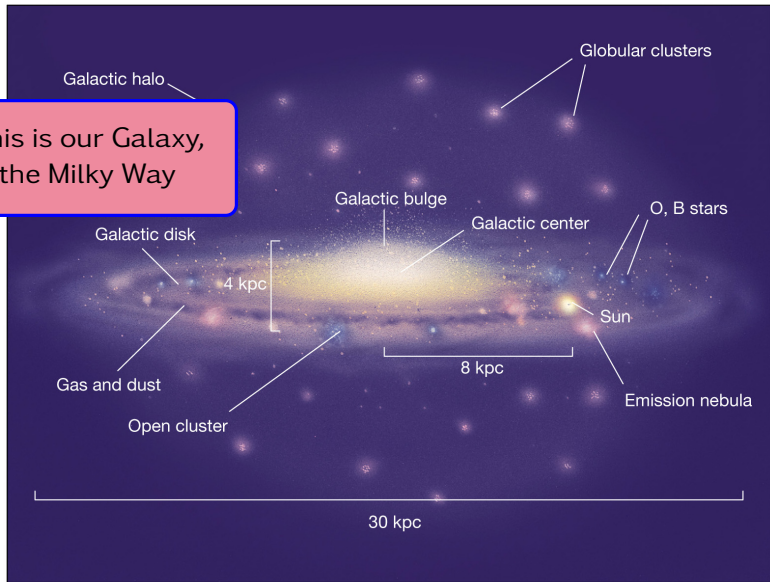 Globular clusters
Galactic halo
his is our Galaxy,
the Milky Way
Galactic bulge
O, B stars
Galactic center
Galactic disk
4 kpc
Sun
8 kpc
Gas and dust
Emission nebula
Open cluster
30 kpc